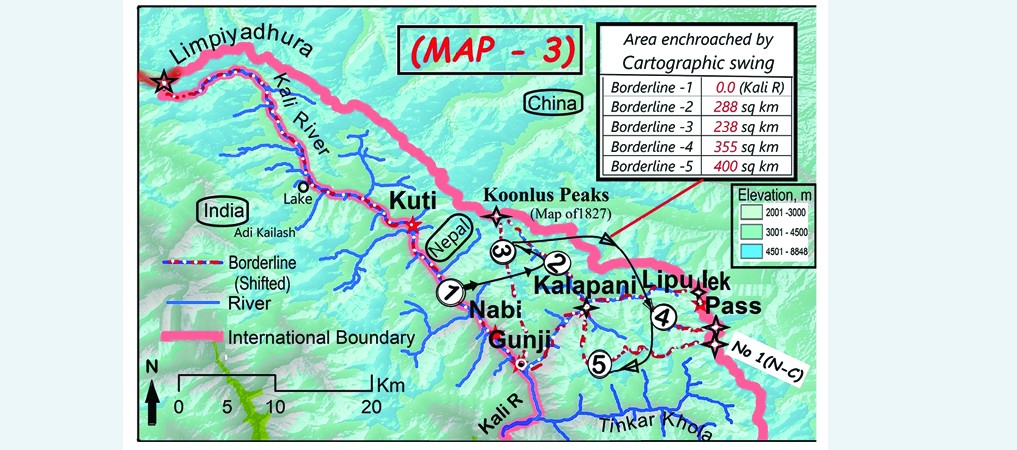 Limpiyadhura
(MAP - 3)
Area enchroached by
Cartographic swing
Borderline -1 0.0 (Kali R)
Borderline -2 288 sq km
Borderline -3 238 sq km
Borderline -4 355 sq km
Borderline -5 400 sq km
China
Kali River
Lake
India
Adi Kailash
Kuti
Nepal
Koonlus Peaks
(Map of1827)
Elevation, m
2001 -3000
3001 - 4500
4501 - 8848
3
2
1
Kalapani
Lipu lek
Pass
4
Nabi
Gunji
5
No 1(N-C)
Borderline
(Shifted)
River
International Boundary
N
Km
0 5 10 20
Kali R
Tinkar Khola